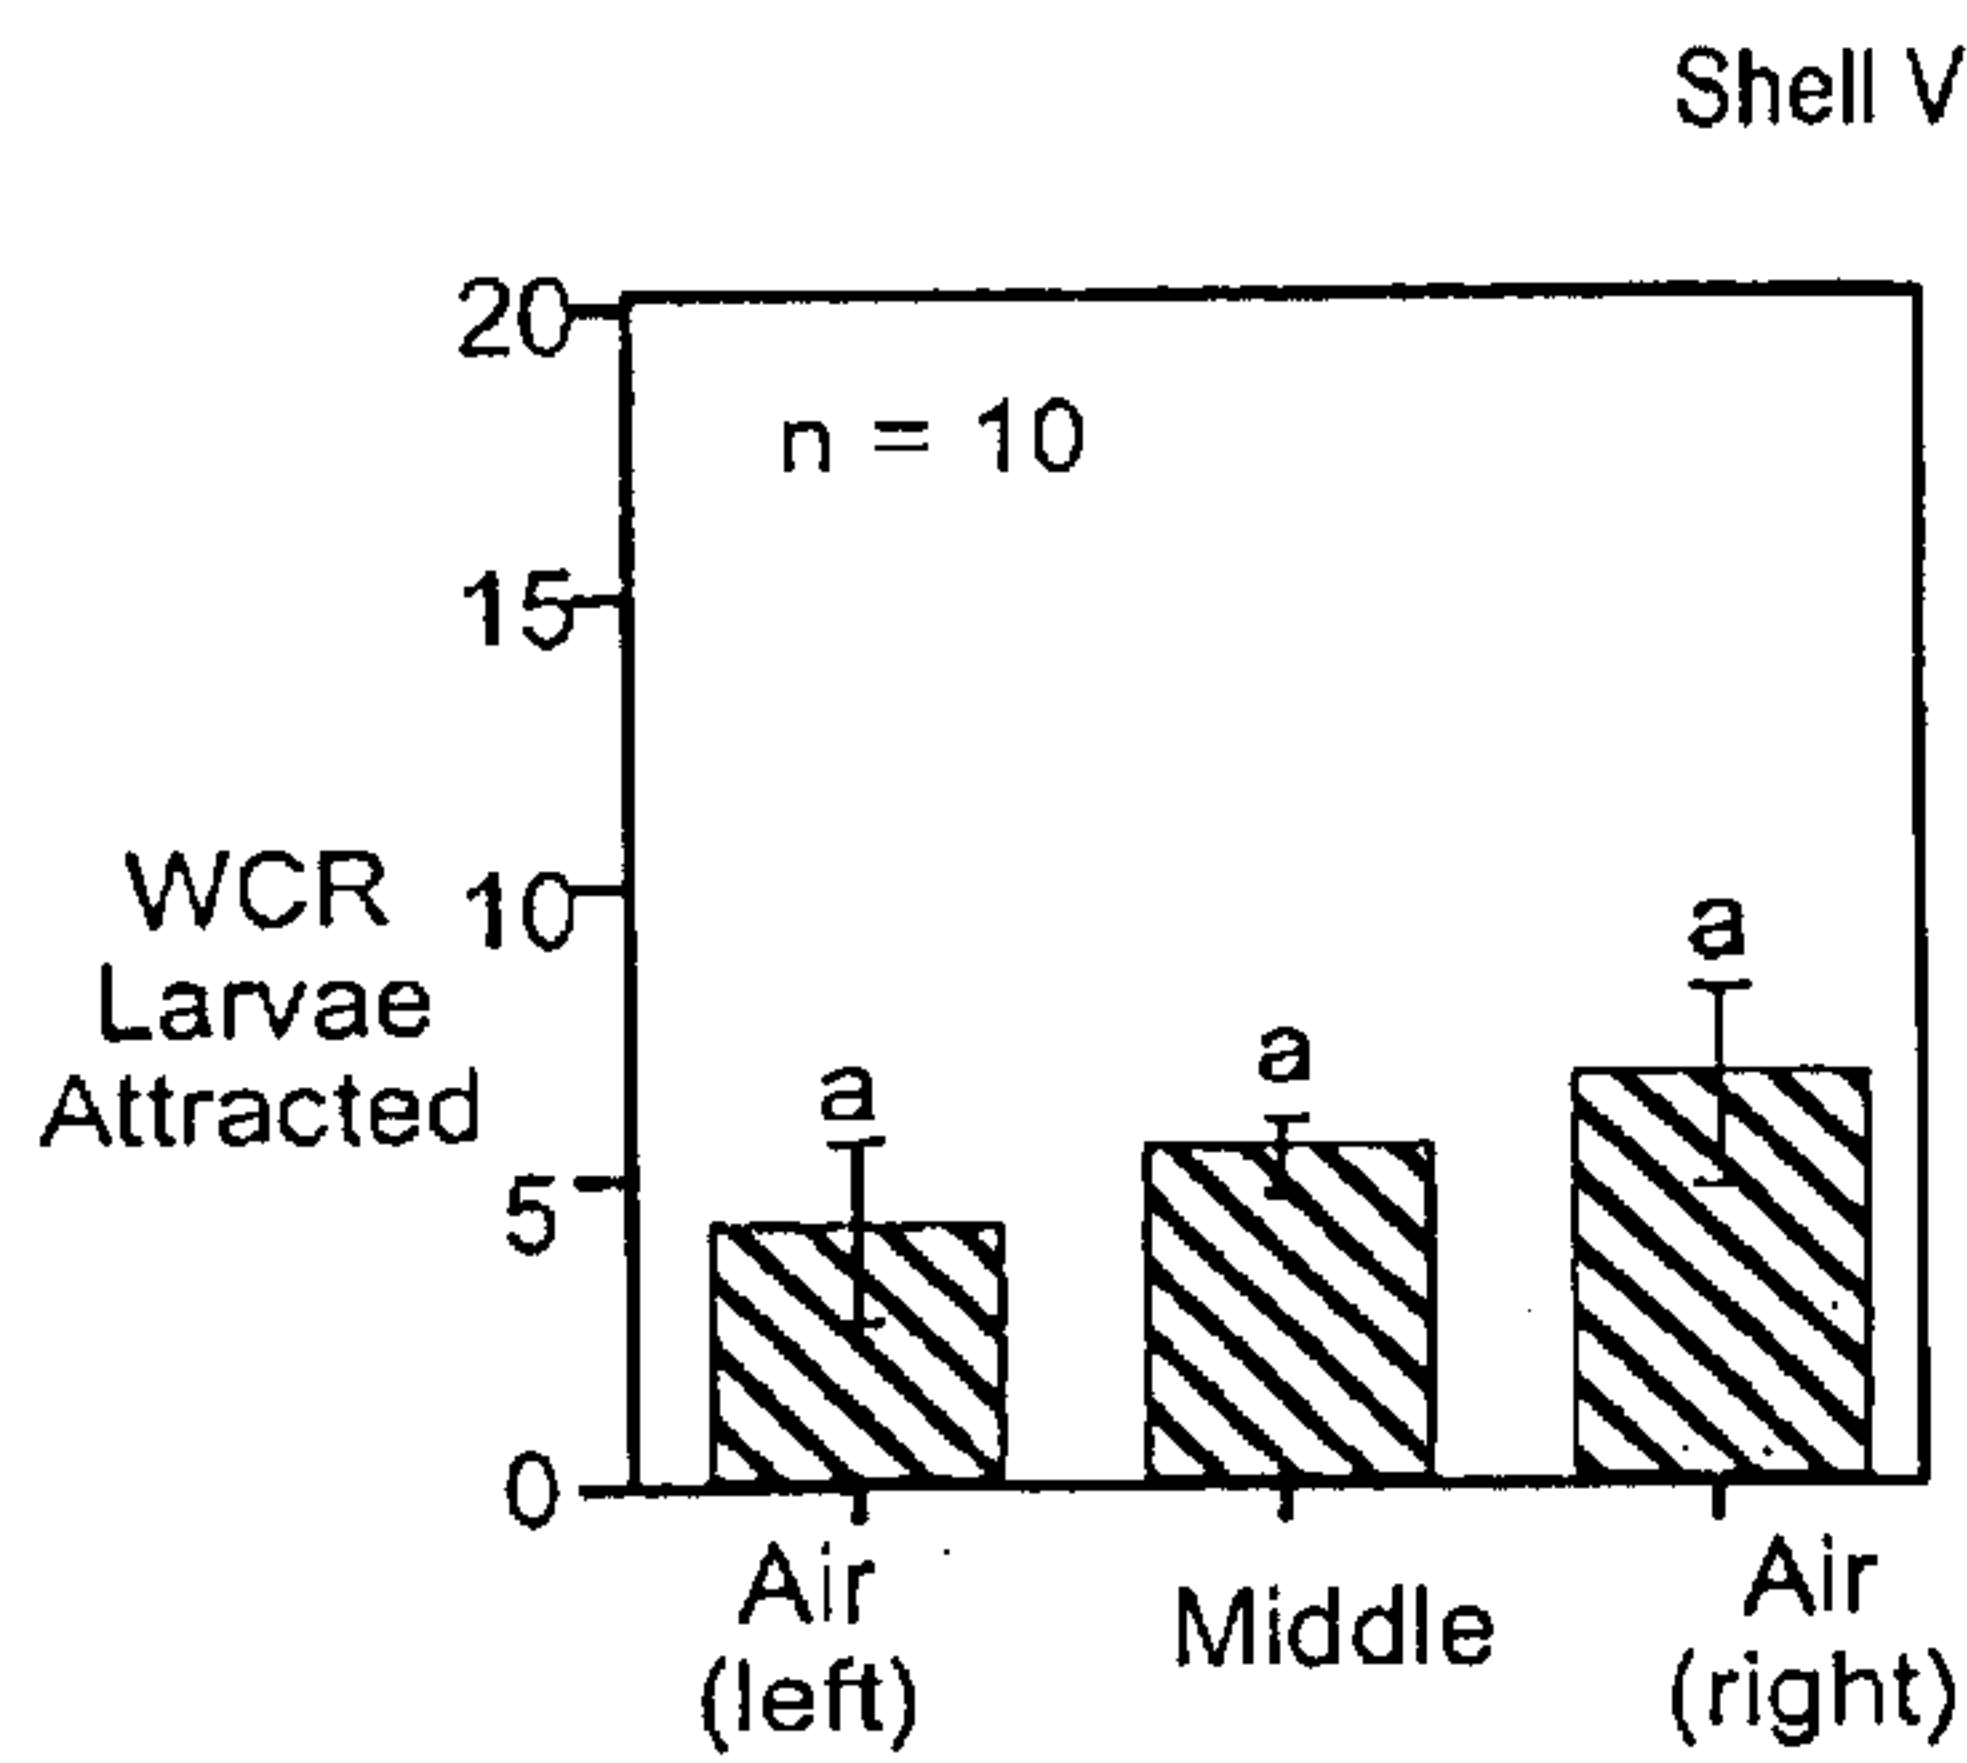 Shell V
20
n = 10
15
WCR
Larvae
Attracted
10
a
a
a
5
0
Air
(left)
Middle
Air
(right)